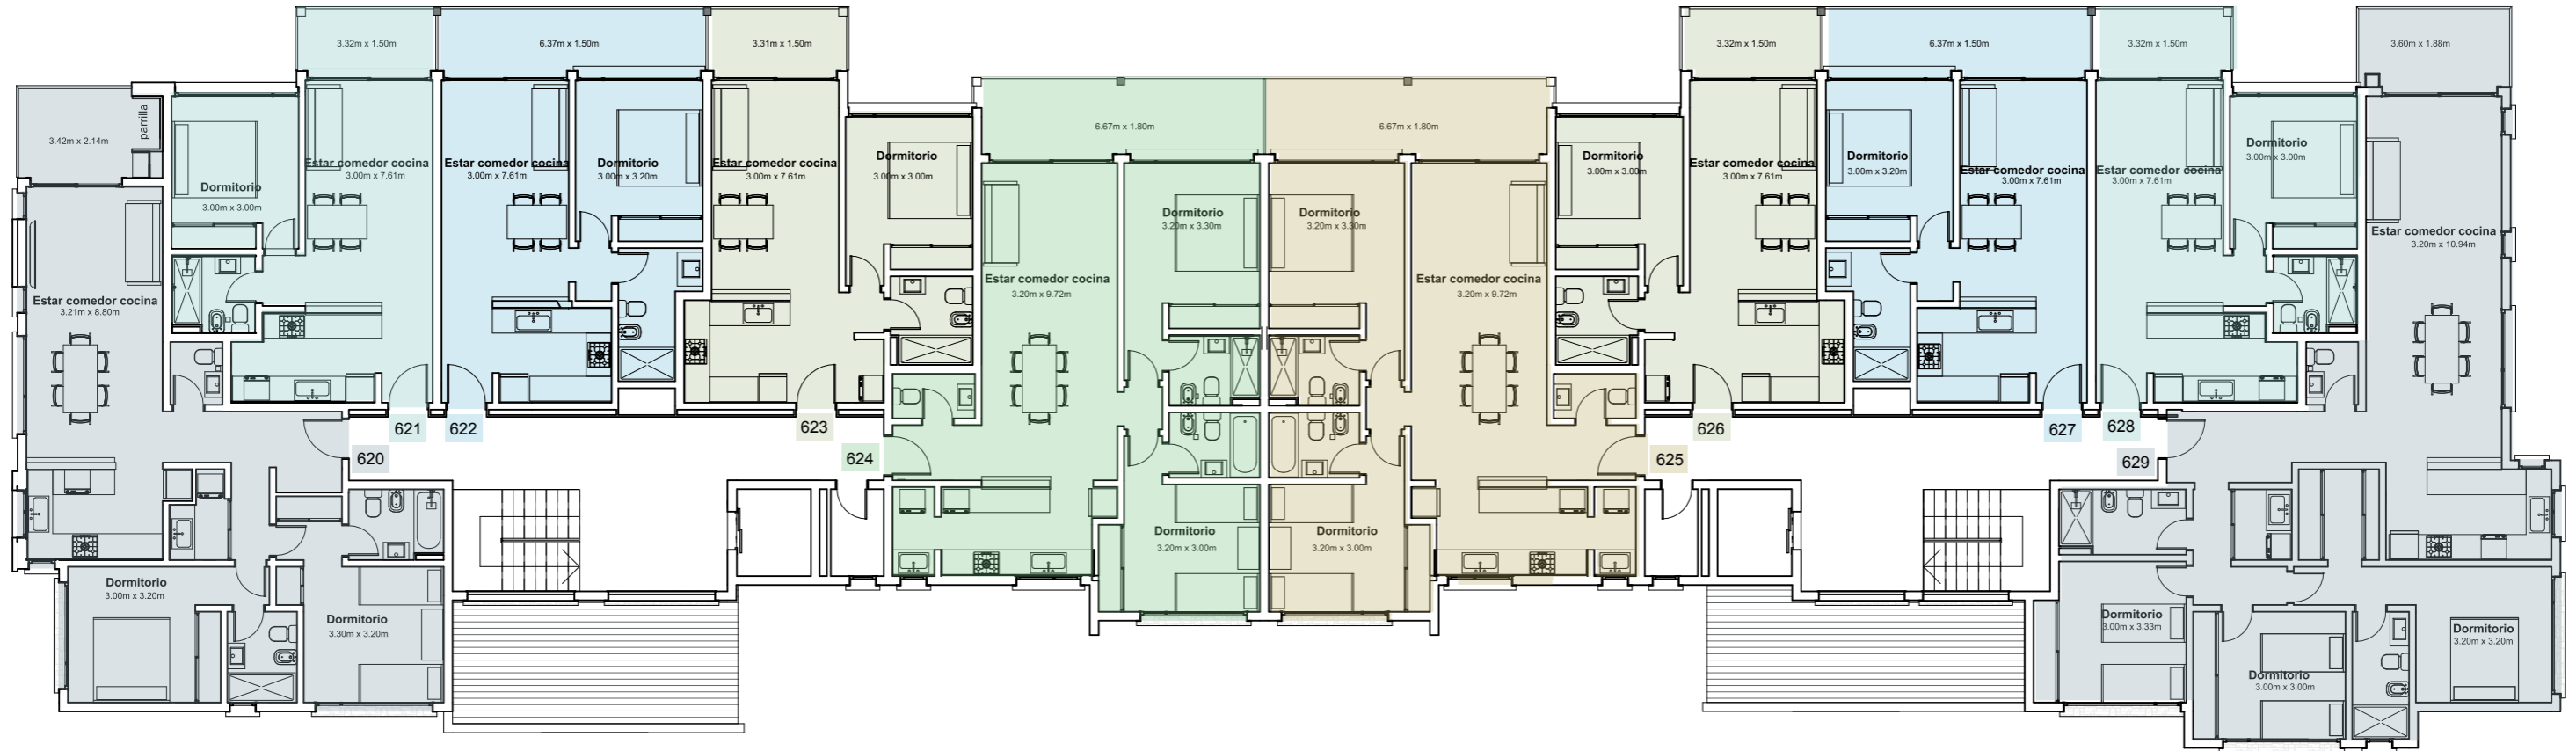 3.32m x 1.50m
6.37m x 1.50m
3.31m x 1.50m
3.32m x 1.50m
6.37m x 1.50m
3.32m x 1.50m
3.60m x 1.88m
3.42m x 2.14m
parrilla
6.67m x 1.80m
6.67m x 1.80m
Dormitorio
3.00m x 3.00m
Estar comedor cocina
3.00m x 7.61m
Estar comedor cocina
3.00m x 7.61m
Dormitorio
3.00m x 3.20m
Estar comedor cocina
3.00m x 7.61m
Dormitorio
3.00m x 3.00m
Dormitorio
3.00m x 3.00m
Estar comedor cocina
3.00m x 7.61m
Dormitorio
3.00m x 3.20m
Estar comedor cocina
3.00m x 7.61m
Estar comedor cocina
3.00m x 7.61m
Dormitorio
3.00m x 3.00m
Dormitorio
3.20m x 3.30m
Dormitorio
3.20m x 3.30m
Estar comedor cocina
3.20m x 10.94m
Estar comedor cocina
3.21m x 8.80m
Estar comedor cocina
3.20m x 9.72m
Estar comedor cocina
3.20m x 9.72m
621
622
623
626
627
628
620
624
625
629
Dormitorio
3.20m x 3.00m
Dormitorio
3.20m x 3.00m
Dormitorio
3.00m x 3.20m
Dormitorio
3.30m x 3.20m
Dormitorio
3.00m x 3.33m
Dormitorio
3.20m x 3.20m
Dormitorio
3.00m x 3.00m